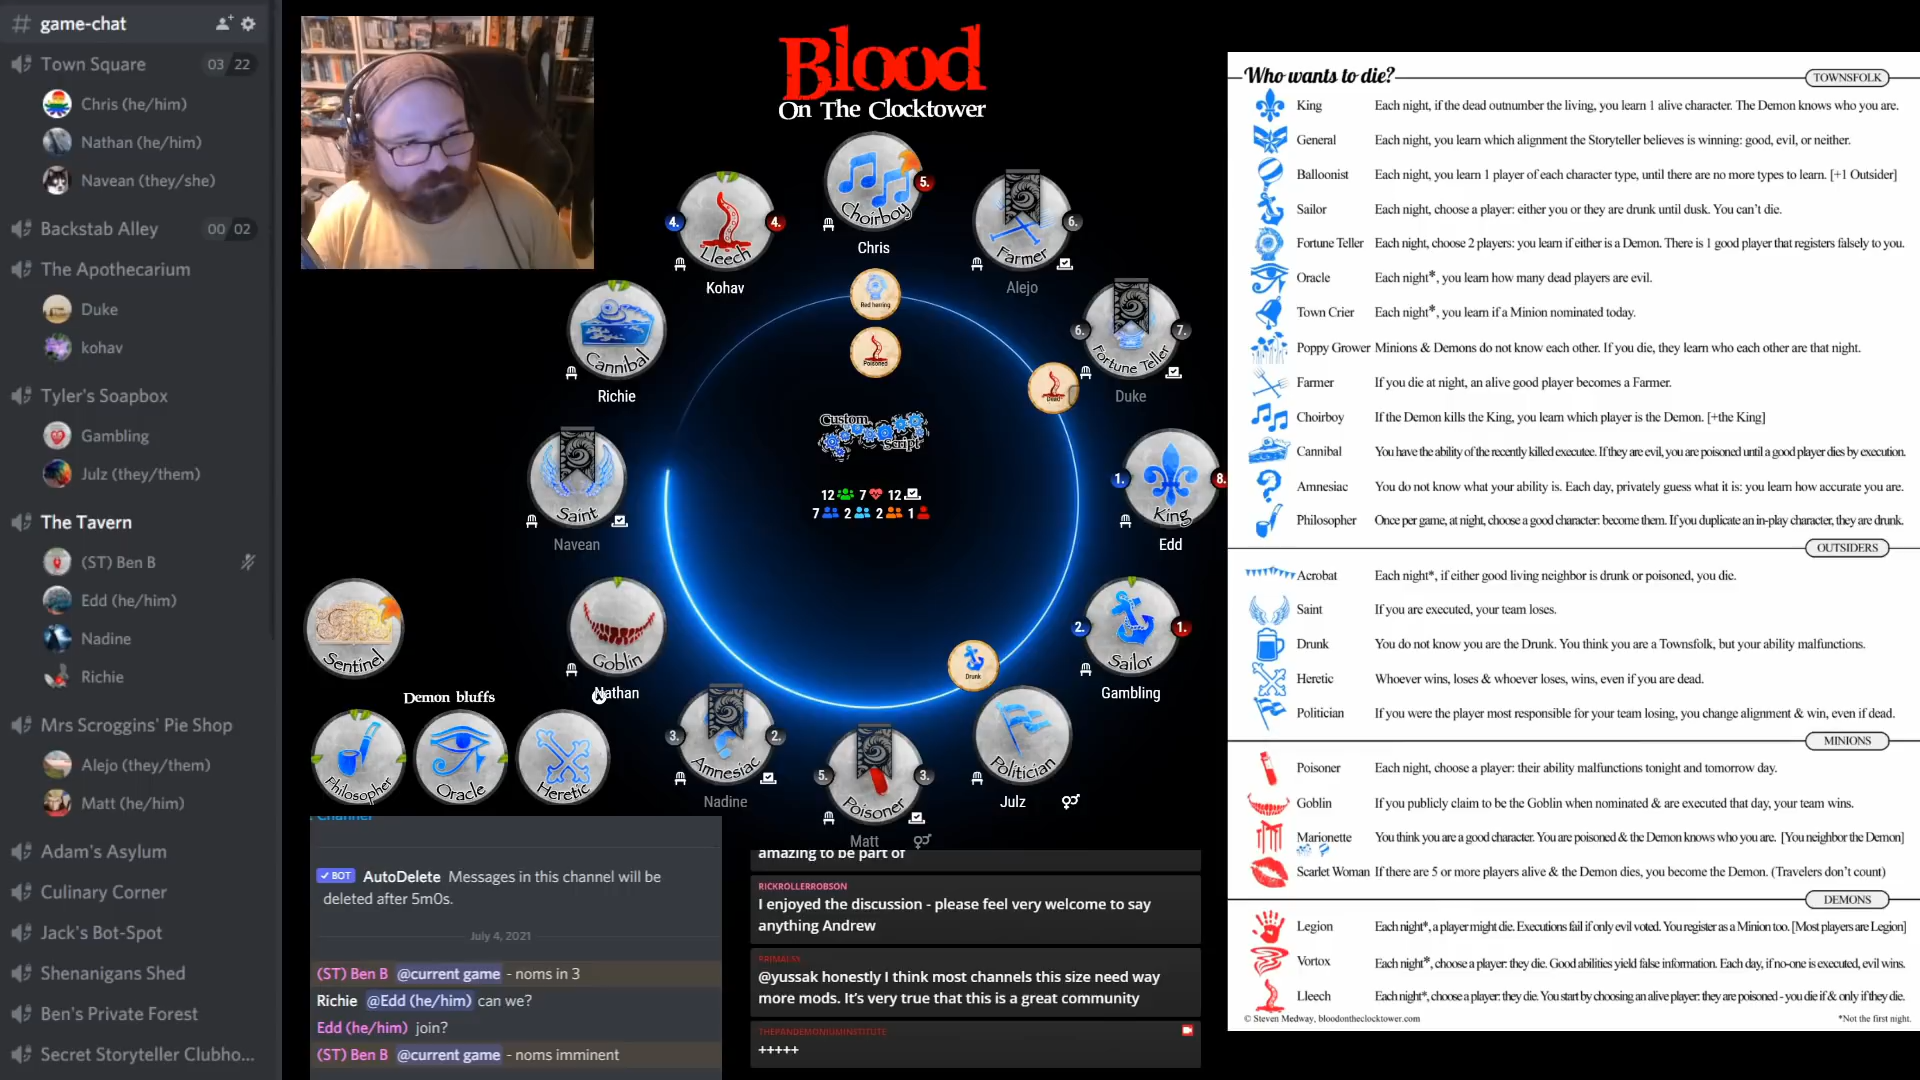 # game-chat
Town Square 03 22
Chris (he/him)
Nathan (he/him)
Navean (they/she)
Backstab Alley 00 02
The Apothecarium
Duke
kohav
Tyler's Soapbox
Gambling
Julz (they/them)
The Tavern
(ST) Ben B
Edd (he/him)
Nadine
Richie
Mrs Scroggins' Pie Shop
Alejo (they/them)
Matt (he/him)
Adam's Asylum
Culinary Corner
Jack's Bot-Spot
Shenanigans Shed
Ben's Private Forest
Secret Storyteller Clubho...
Blood
On The Clocktower
Choirboy
5.
Chris
4.
Lleech
4.
Kohav
Farmer
6.
Alejo
Cannibal
Richie
6.
Fortune Teller
7.
Duke
Red herring
Poisoned
Dead
Custom
Script
Saint
Navean
1.
King
8.
Edd
12 7 12
7 2 2 1
Sentinel
Goblin
Nathan
2.
Sailor
1.
Gambling
Drunk
Demon bluffs
Philosopher
Oracle
Heretic
3.
Amnesiac
2.
Nadine
5.
Poisoner
3.
Matt
Politician
Julz
Channel
BOT AutoDelete Messages in this channel will be
deleted after 5m0s.
July 4, 2021
(ST) Ben B @current game - noms in 3
Richie @Edd (he/him) can we?
Edd (he/him) join?
(ST) Ben B @current game - noms imminent
amazing to be part of
RICKROLLERROBSON
I enjoyed the discussion - please feel very welcome to say
anything Andrew
@yussak honestly I think most channels this size need way
more mods. It's very true that this is a great community
THEPANDEMONIUMINSTITUTE
+++++
Who wants to die?
TOWNSFOLK
King Each night, if the dead outnumber the living, you learn 1 alive character. The Demon knows who you are.
General Each night, you learn which alignment the Storyteller believes is winning: good, evil, or neither.
Balloonist Each night, you learn 1 player of each character type, until there are no more types to learn. [+1 Outsider]
Sailor Each night, choose a player: either you or they are drunk until dusk. You can't die.
Fortune Teller Each night, choose 2 players: you learn if either is a Demon. There is 1 good player that registers falsely to you.
Oracle Each night*, you learn how many dead players are evil.
Town Crier Each night*, you learn if a Minion nominated today.
Poppy Grower Minions & Demons do not know each other. If you die, they learn who each other are that night.
Farmer If you die at night, an alive good player becomes a Farmer.
Choirboy If the Demon kills the King, you learn which player is the Demon. [+the King]
Cannibal You have the ability of the recently killed executee. If they are evil, you are poisoned until a good player dies by execution.
Amnesiac You do not know what your ability is. Each day, privately guess what it is: you learn how accurate you are.
Philosopher Once per game, at night, choose a good character: become them. If you duplicate an in-play character, they are drunk.
OUTSIDERS
Acrobat Each night*, if either good living neighbor is drunk or poisoned, you die.
Saint If you are executed, your team loses.
Drunk You do not know you are the Drunk. You think you are a Townsfolk, but your ability malfunctions.
Heretic Whoever wins, loses & whoever loses, wins, even if you are dead.
Politician If you were the player most responsible for your team losing, you change alignment & win, even if dead.
MINIONS
Poisoner Each night, choose a player: their ability malfunctions tonight and tomorrow day.
Goblin If you publicly claim to be the Goblin when nominated & are executed that day, your team wins.
Marionette You think you are a good character. You are poisoned & the Demon knows who you are. [You neighbor the Demon]
Scarlet Woman If there are 5 or more players alive & the Demon dies, you become the Demon. (Travelers don't count)
DEMONS
Legion Each night*, a player might die. Executions fail if only evil voted. You register as a Minion too. [Most players are Legion]
Vortox Each night*, choose a player: they die. Good abilities yield false information. Each day, if no-one is executed, evil wins.
Lleech Each night*, choose a player: they die. You start by choosing an alive player: they are poisoned - you die if & only if they die.
© Steven Medway, bloodontheclocktower.com *Not the first night.